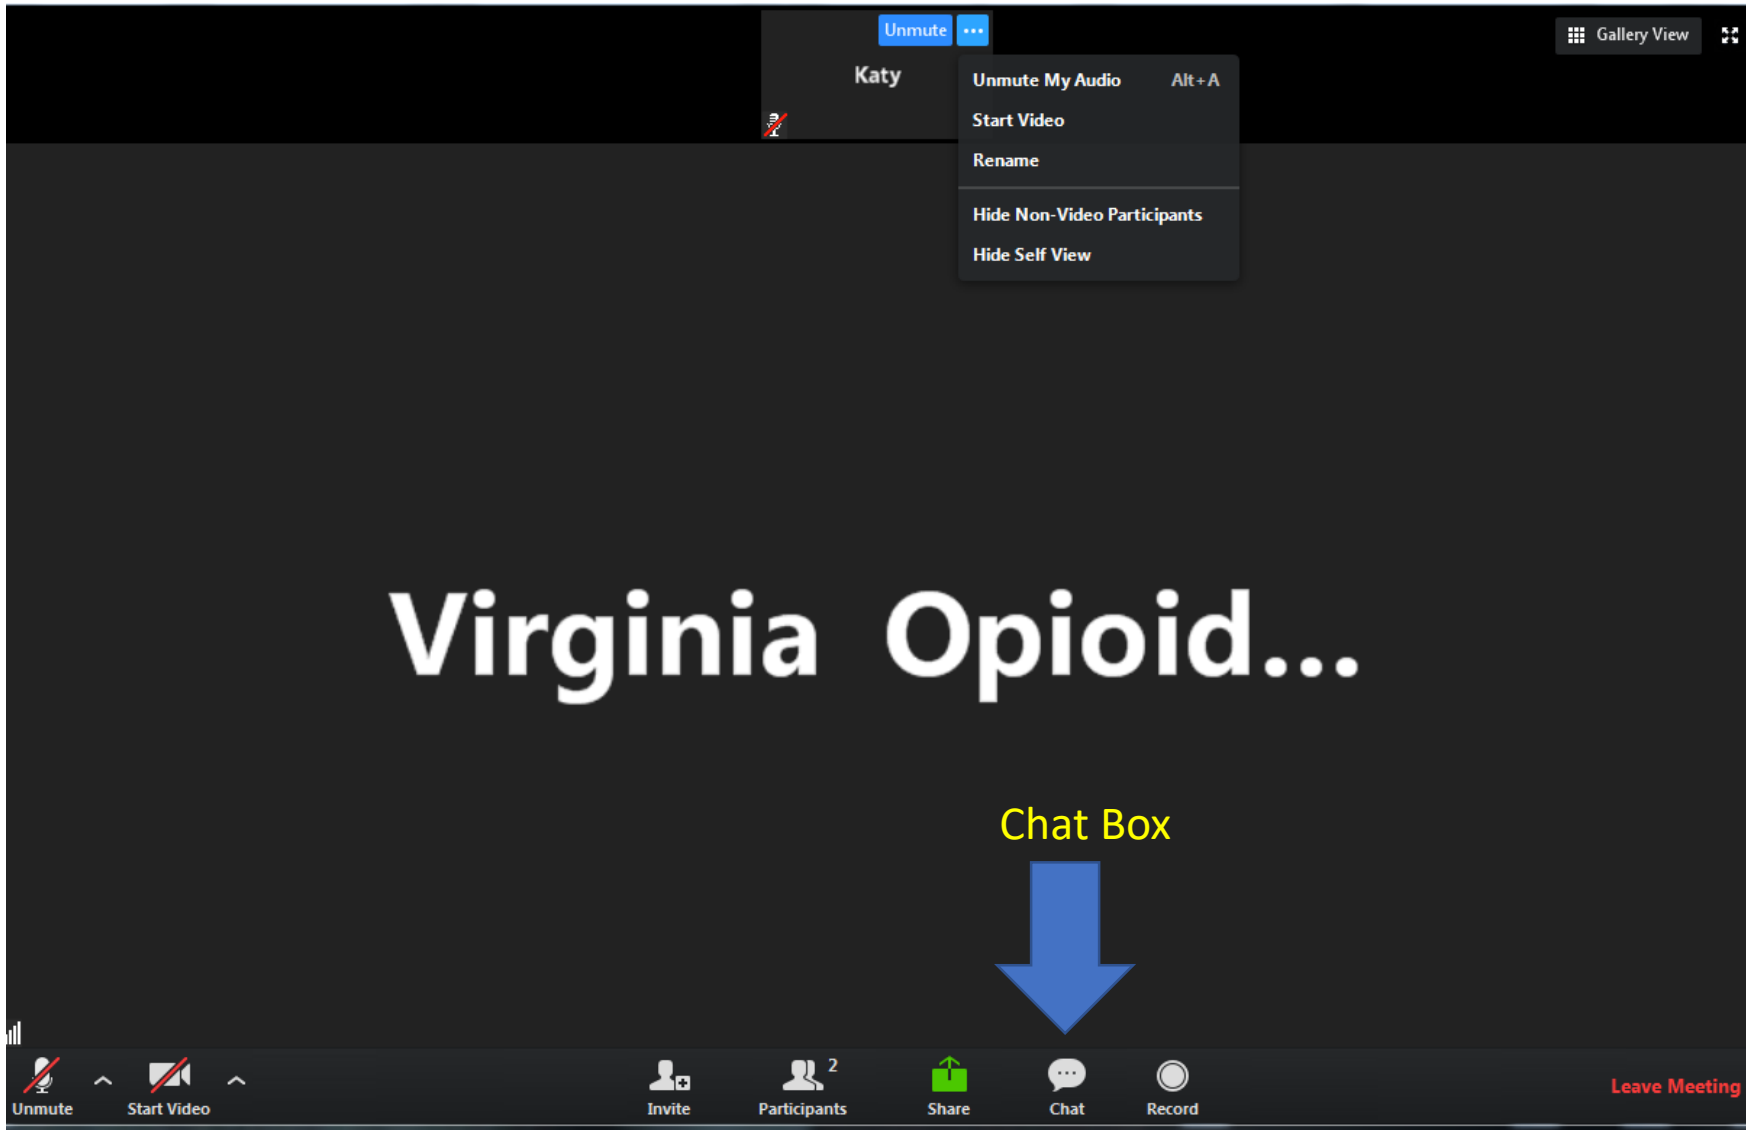 Unmute ...
Gallery View
Katy
Unmute My Audio Alt+A
Start Video
Rename
Hide Non-Video Participants
Hide Self View
Virginia Opioid...
Chat Box
2
Unmute
Start Video
Invite
Participants
Share
Chat
Record
Leave Meeting